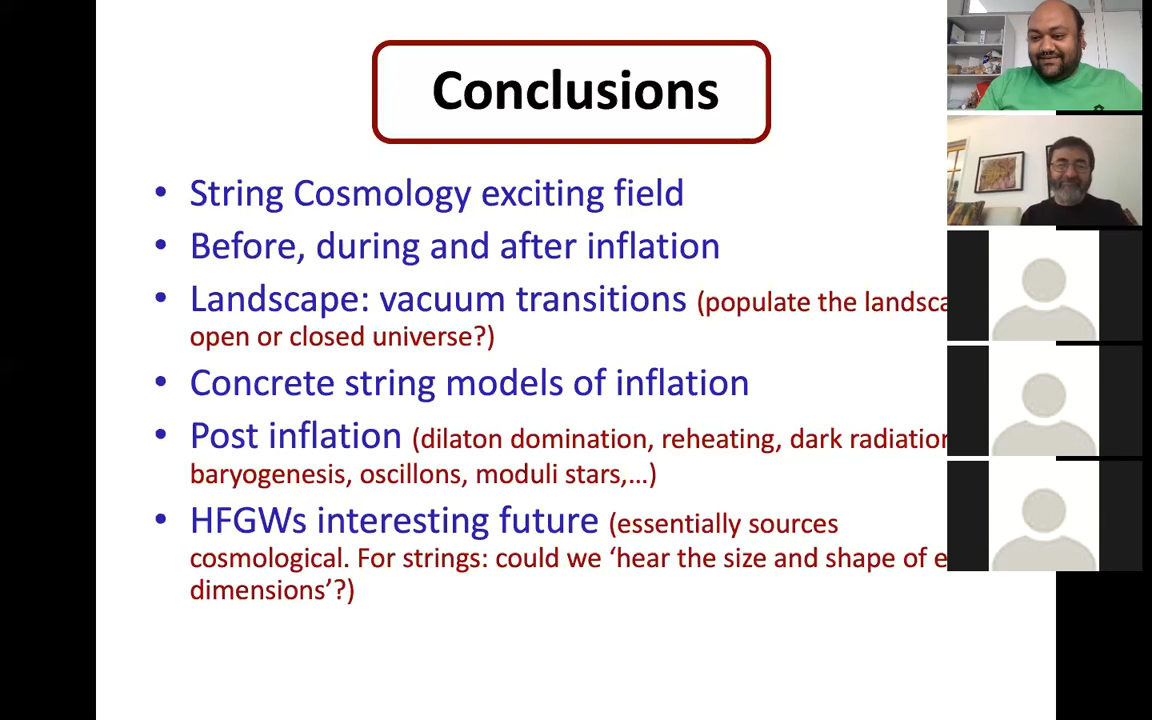 Conclusions
• String Cosmology exciting field
• Before, during and after inflation
• Landscape: vacuum transitions (populate the
open or closed universe?)
• Concrete string models of inflation
• Post inflation (dilaton domination, reheating, dark
baryogenesis, oscillons, moduli stars,...)
• HFGWs interesting future (essentially sources
cosmological. For strings: could we ‘hear the size and shape of
dimensions’?)